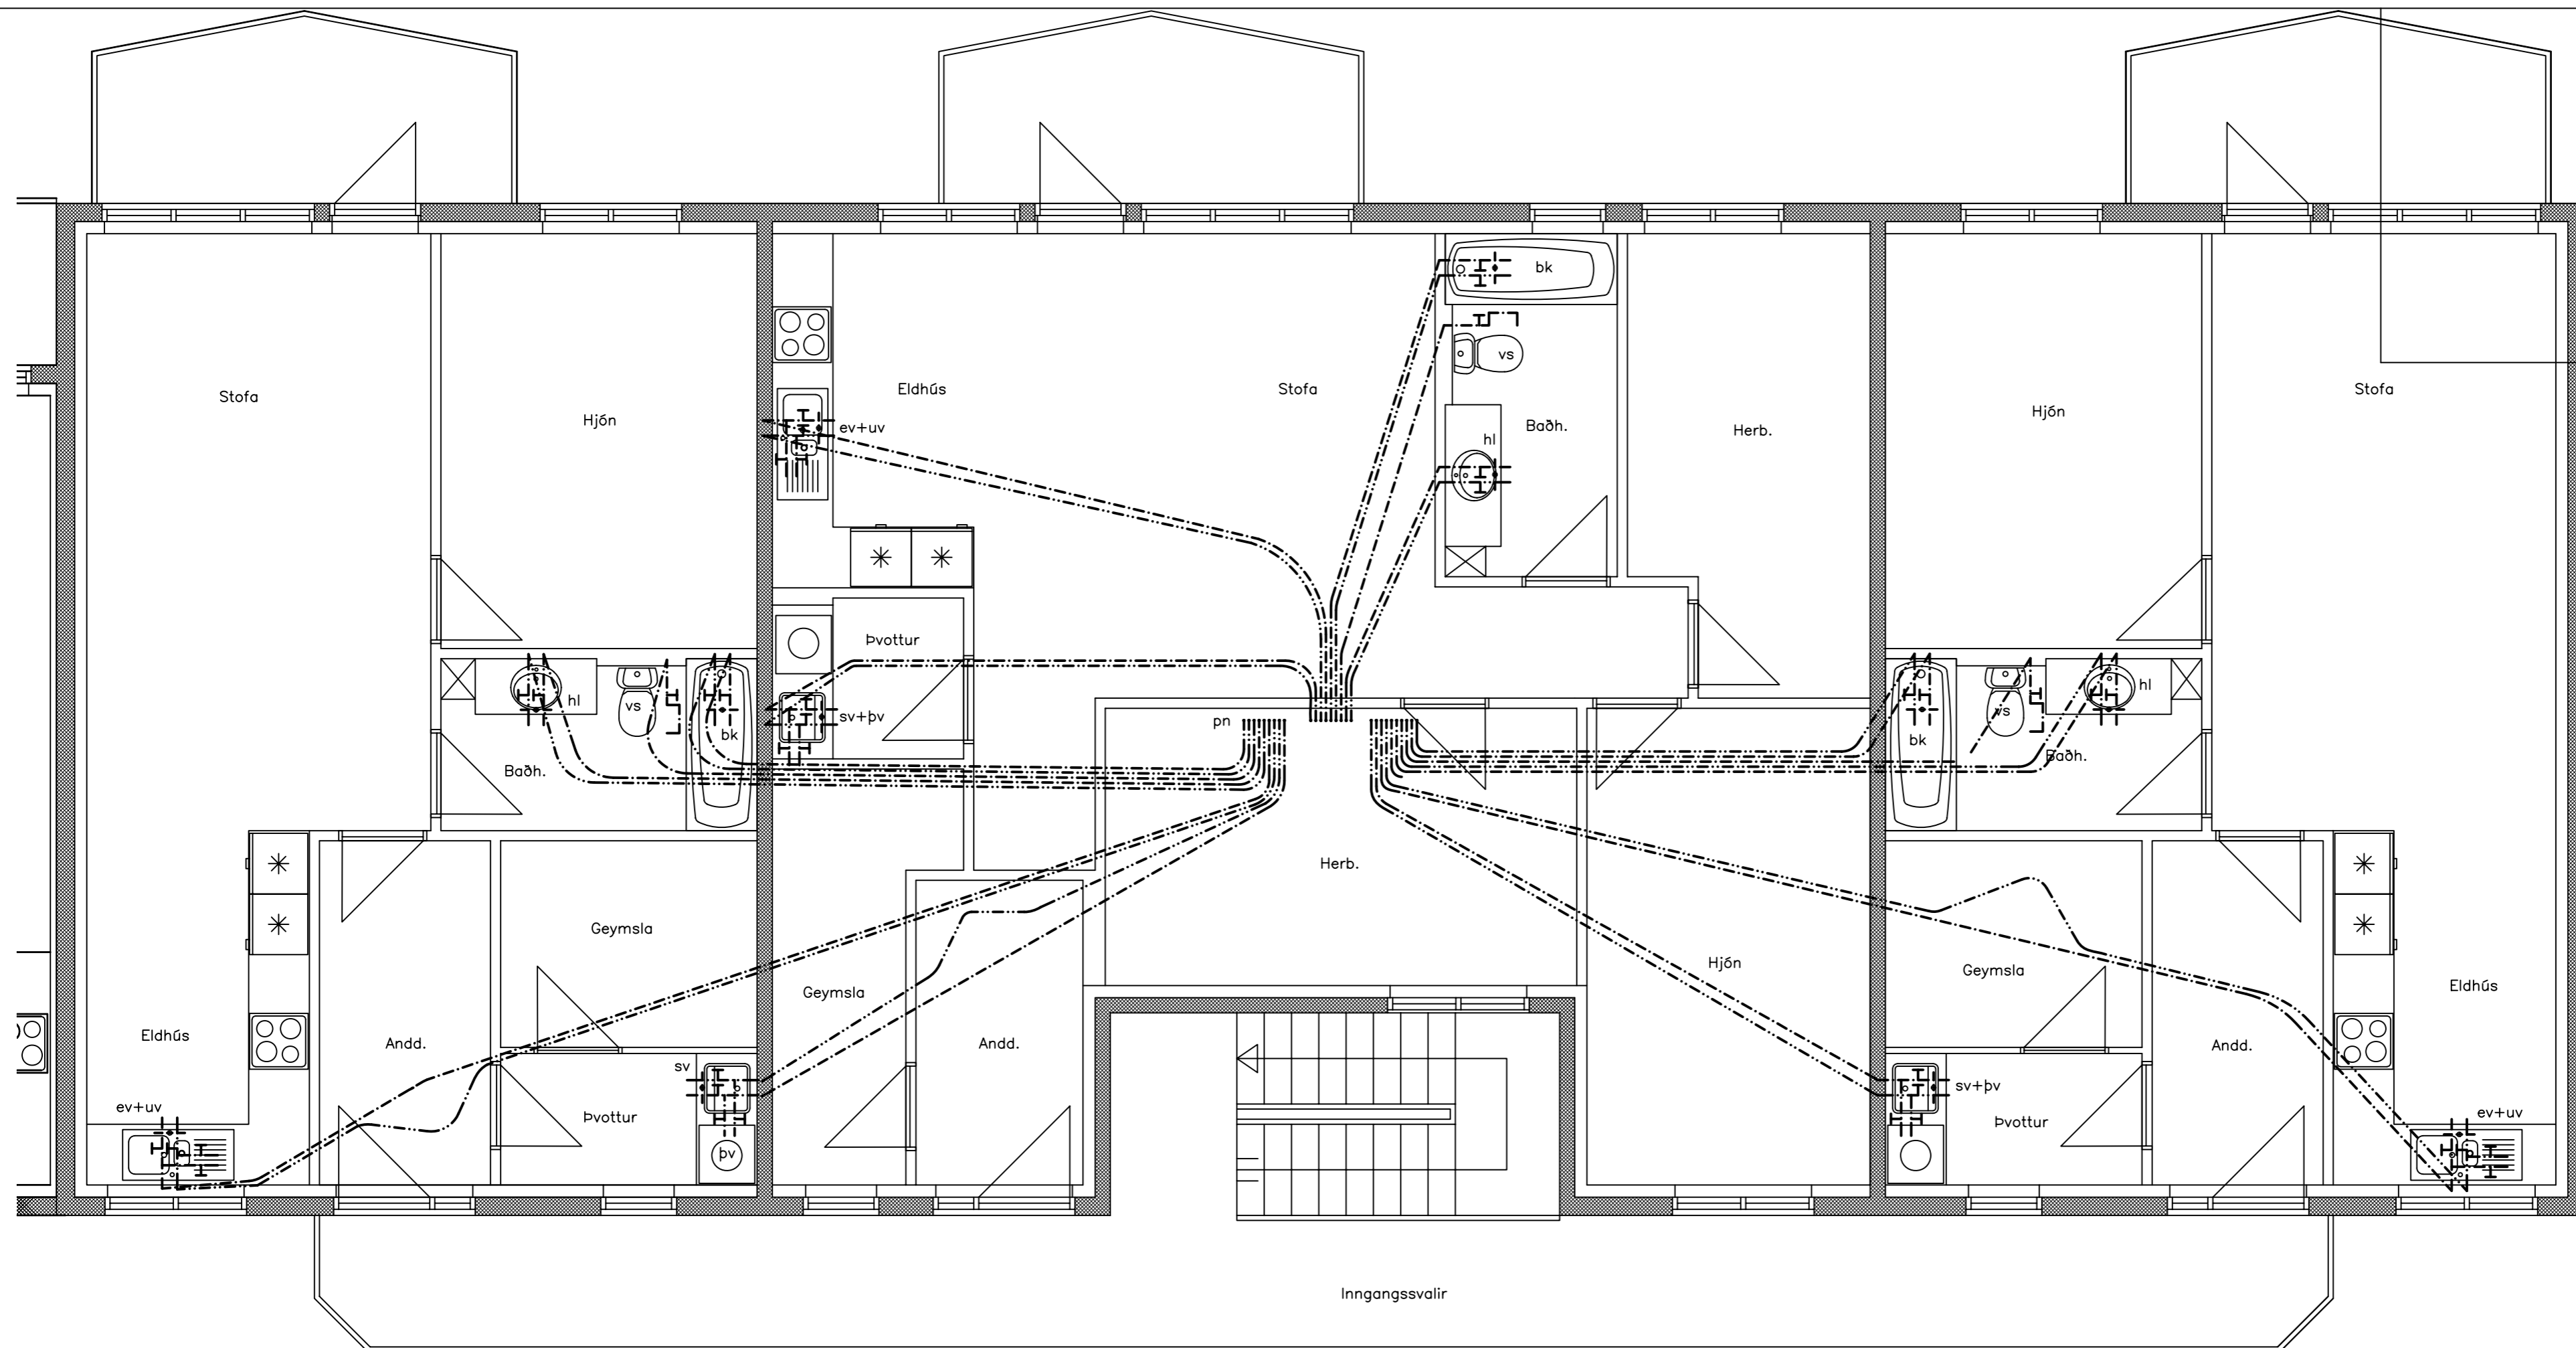 Stofa
Hjón
Eldhús
ev+uv
Stofa
bk
vs
hl
Baðh.
Herb.
Hjón
Stofa
Þvottur
sv+þv
pn
hl
vs
bk
Baðh.
bk
vs
hl
Baðh.
Herb.
Geymsla
Geymsla
Hjón
Geymsla
Eldhús
Eldhús
Andd.
Andd.
Andd.
sv
sv+þv
ev+uv
Þvottur
þv
Þvottur
ev+uv
Inngangssvalir